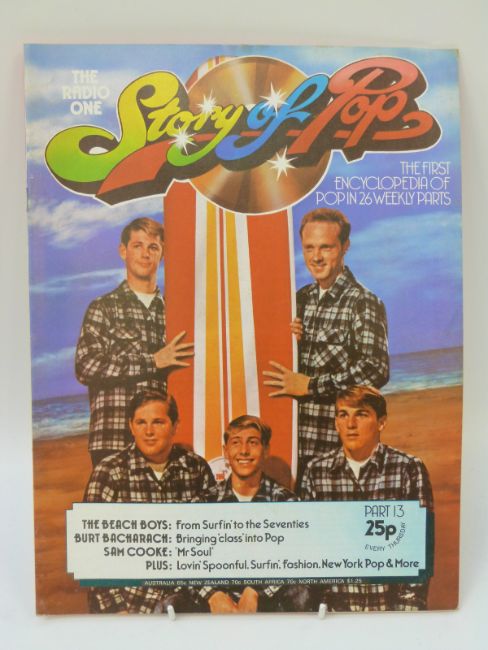 THE
RADIO
ONE
Story of Pop
THE FIRST
ENCYCLOPEDIA OF
POP IN 26 WEEKLY PARTS
THE BEACH BOYS: From Surfin' to the Seventies
BURT BACHARACH: Bringing 'class' into Pop
SAM COOKE: 'Mr Soul'
PLUS: Lovin' Spoonful, Surfin', Fashion, New York Pop & More
PART 13
25p
EVERY THURSDAY
AUSTRALIA 65c NEW ZEALAND 70c SOUTH AFRICA 70c NORTH AMERICA $1.25